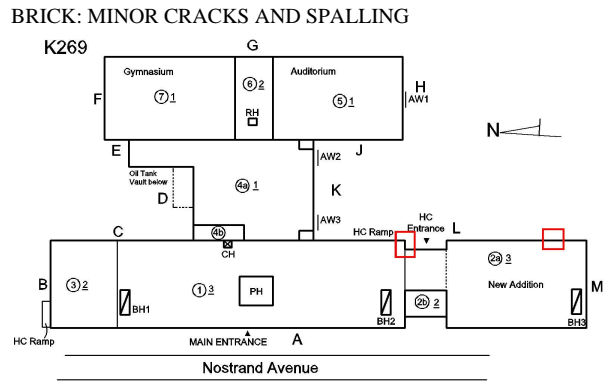 BRICK: MINOR CRACKS AND SPALLING
K269
G
Gymnasium
6 2
Auditorium
H
F
7 1
5 1
AW1
RH
N
E
J
AW2
Oil Tank
Vault below
4a 1
K
D
AW3
C
4b
HC Ramp
HC
Entrance
L
CH
2a 3
B
3 2
1 3
PH
New Addition
M
BH1
BH2
2b 2
BH3
HC Ramp
MAIN ENTRANCE
A
Nostrand Avenue